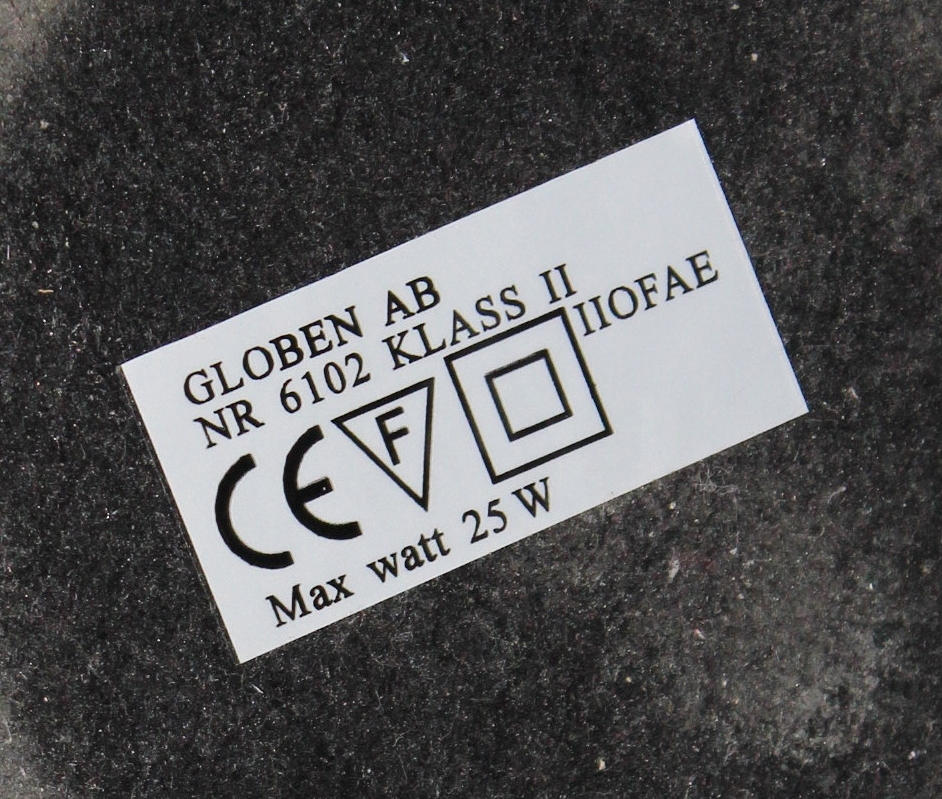 GLOBEN AB
NR 6102 KLASS II
IIOFAE
CE F
Max watt 25 W